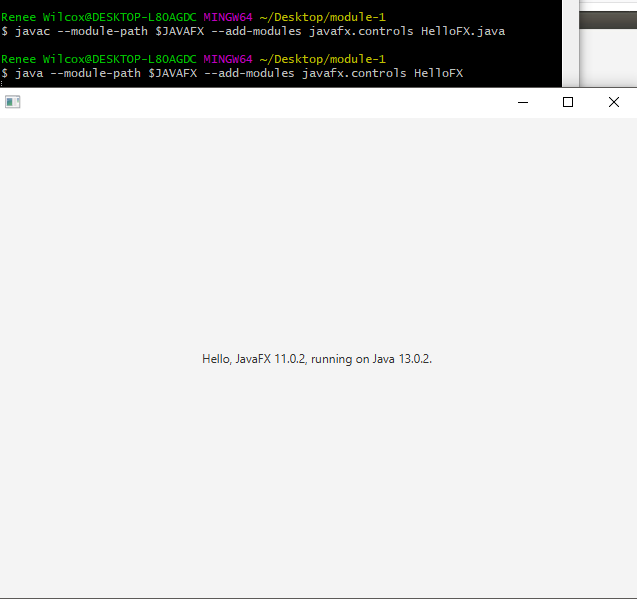 Renee Wilcox@DESKTOP-L8OAGDC MINGW64 ~/Desktop/module-1
$ javac --module-path $JAVAFX --add-modules javafx.controls HelloFX.java
Renee Wilcox@DESKTOP-L8OAGDC MINGW64 ~/Desktop/module-1
$ java --module-path $JAVAFX --add-modules javafx.controls HelloFX
Hello, JavaFX 11.0.2, running on Java 13.0.2.